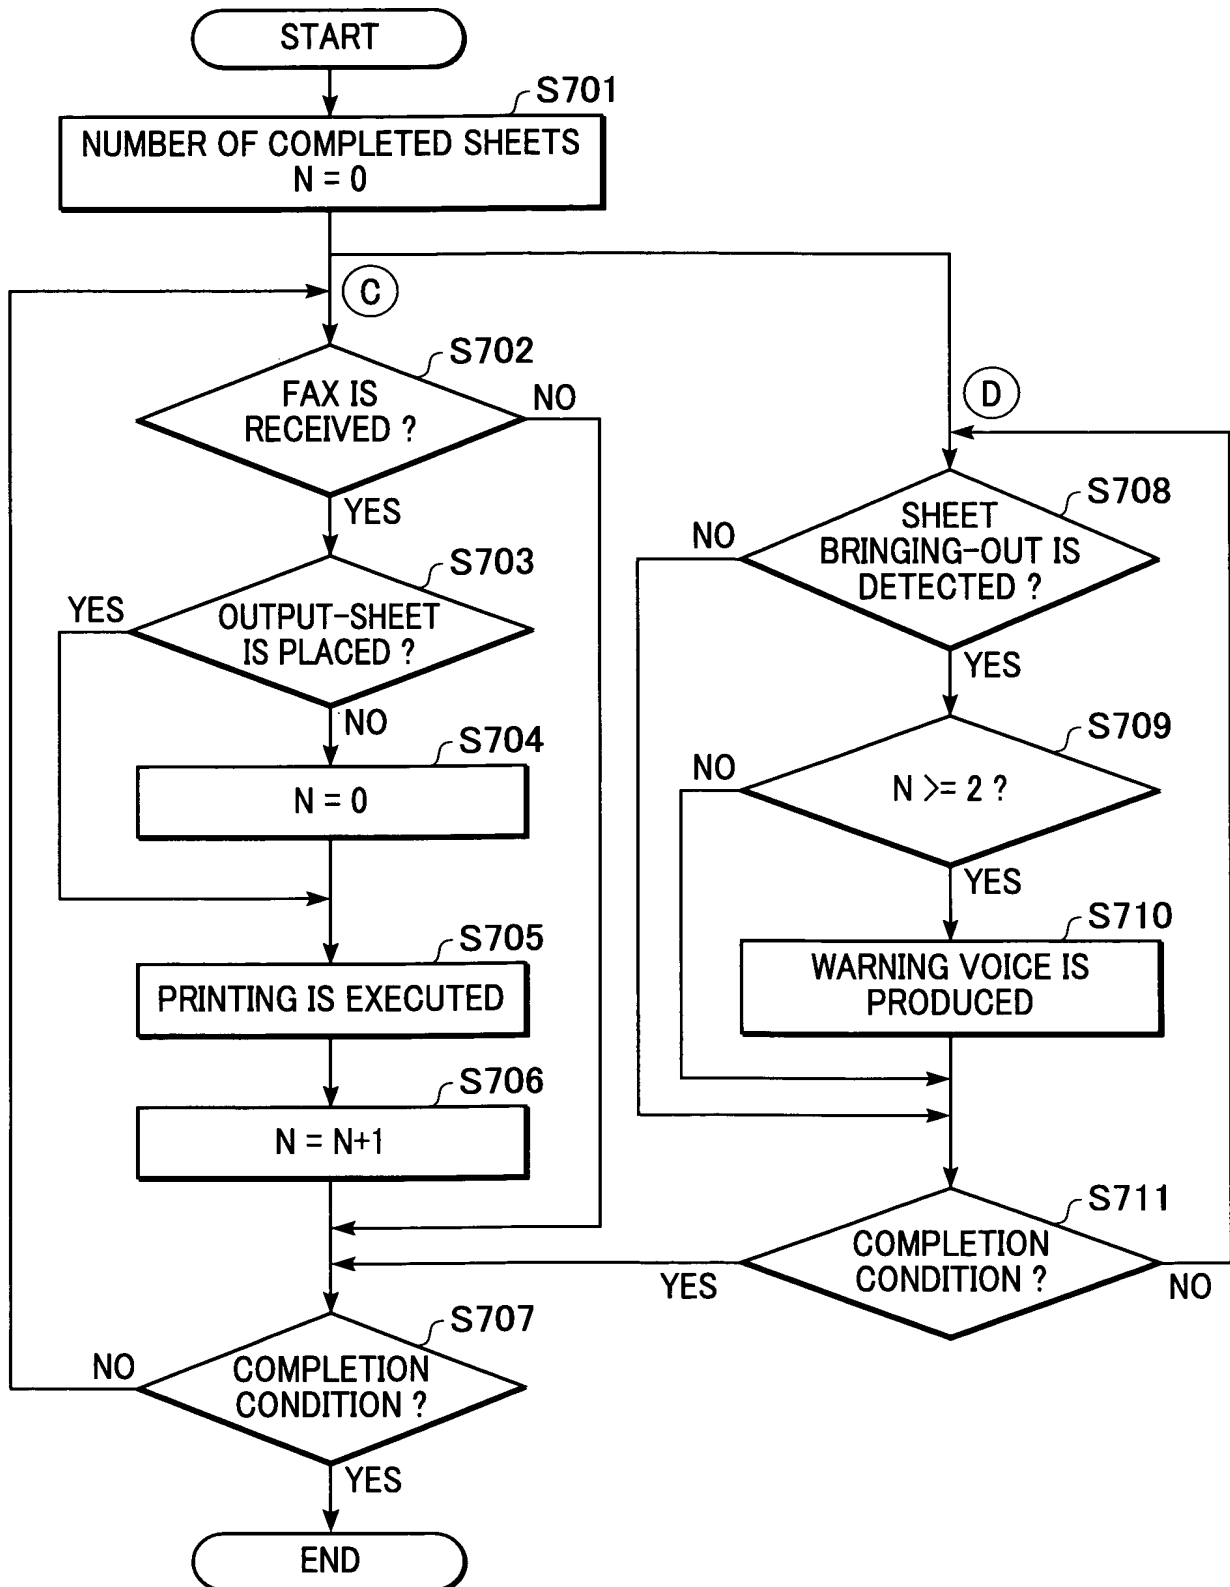 START
S701
NUMBER OF COMPLETED SHEETS
N = 0
C
S702
FAX IS
RECEIVED ?
NO
YES
S703
OUTPUT-SHEET
IS PLACED ?
YES
NO
S704
N = 0
S705
PRINTING IS EXECUTED
S706
N = N+1
S707
COMPLETION
CONDITION ?
NO
YES
END
D
S708
SHEET
BRINGING-OUT IS
DETECTED ?
NO
YES
S709
N >= 2 ?
NO
YES
S710
WARNING VOICE IS
PRODUCED
S711
COMPLETION
CONDITION ?
YES
NO